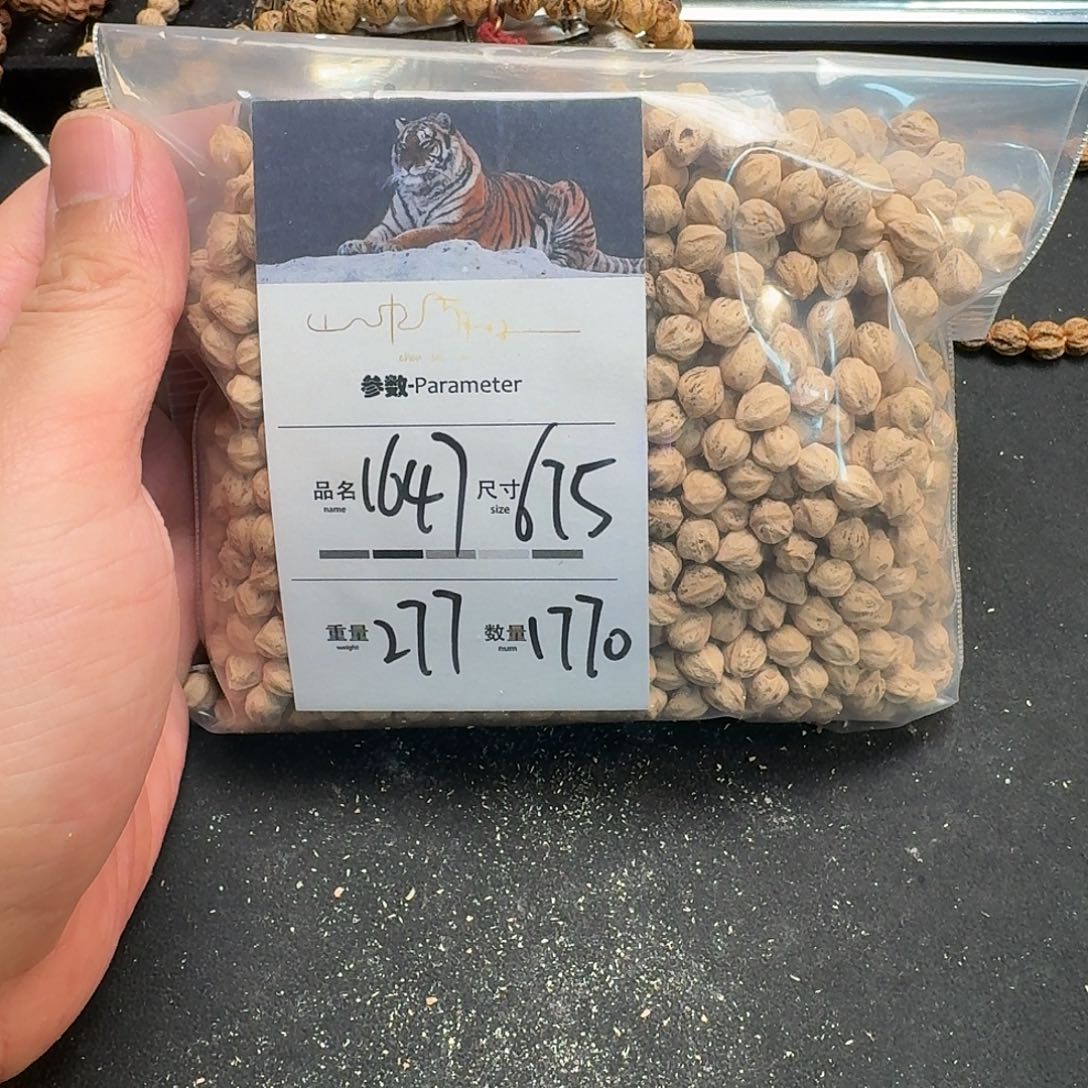 参数-Parameter
品名 1647 尺寸 675
name size
重量 277 数量 1770
weight num